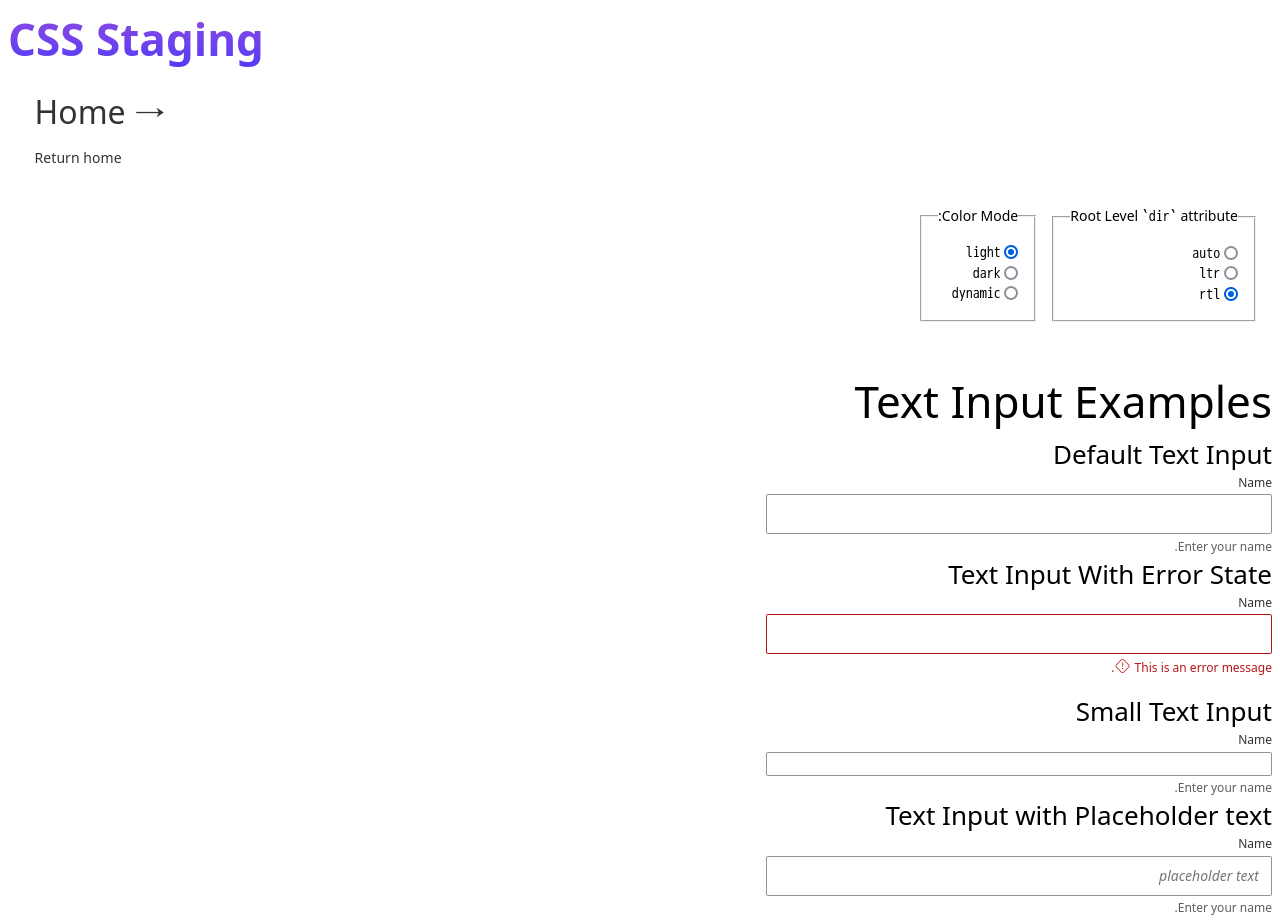 CSS Staging
Home →
Return home
Root Level `dir` attribute
auto
ltr
rtl
:Color Mode
light
dark
dynamic
Text Input Examples
Default Text Input
Name
.Enter your name
Text Input With Error State
Name
.This is an error message
Small Text Input
Name
.Enter your name
Text Input with Placeholder text
Name
placeholder text
.Enter your name